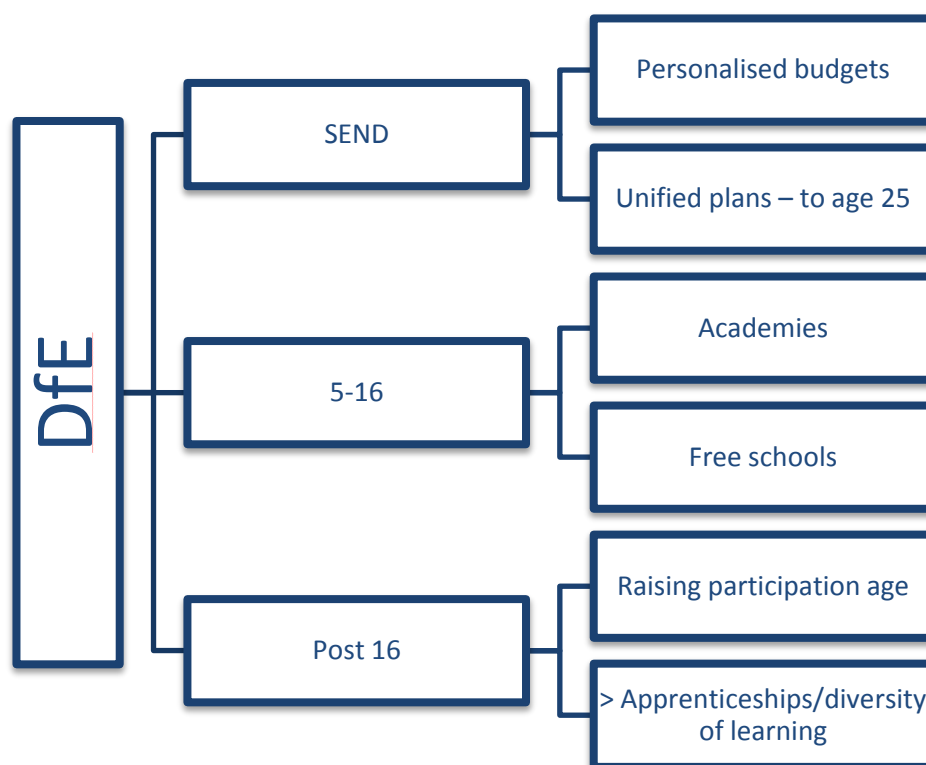 DfE
SEND
Personalised budgets
Unified plans – to age 25
5-16
Academies
Free schools
Post 16
Raising participation age
> Apprenticeships/diversity
of learning